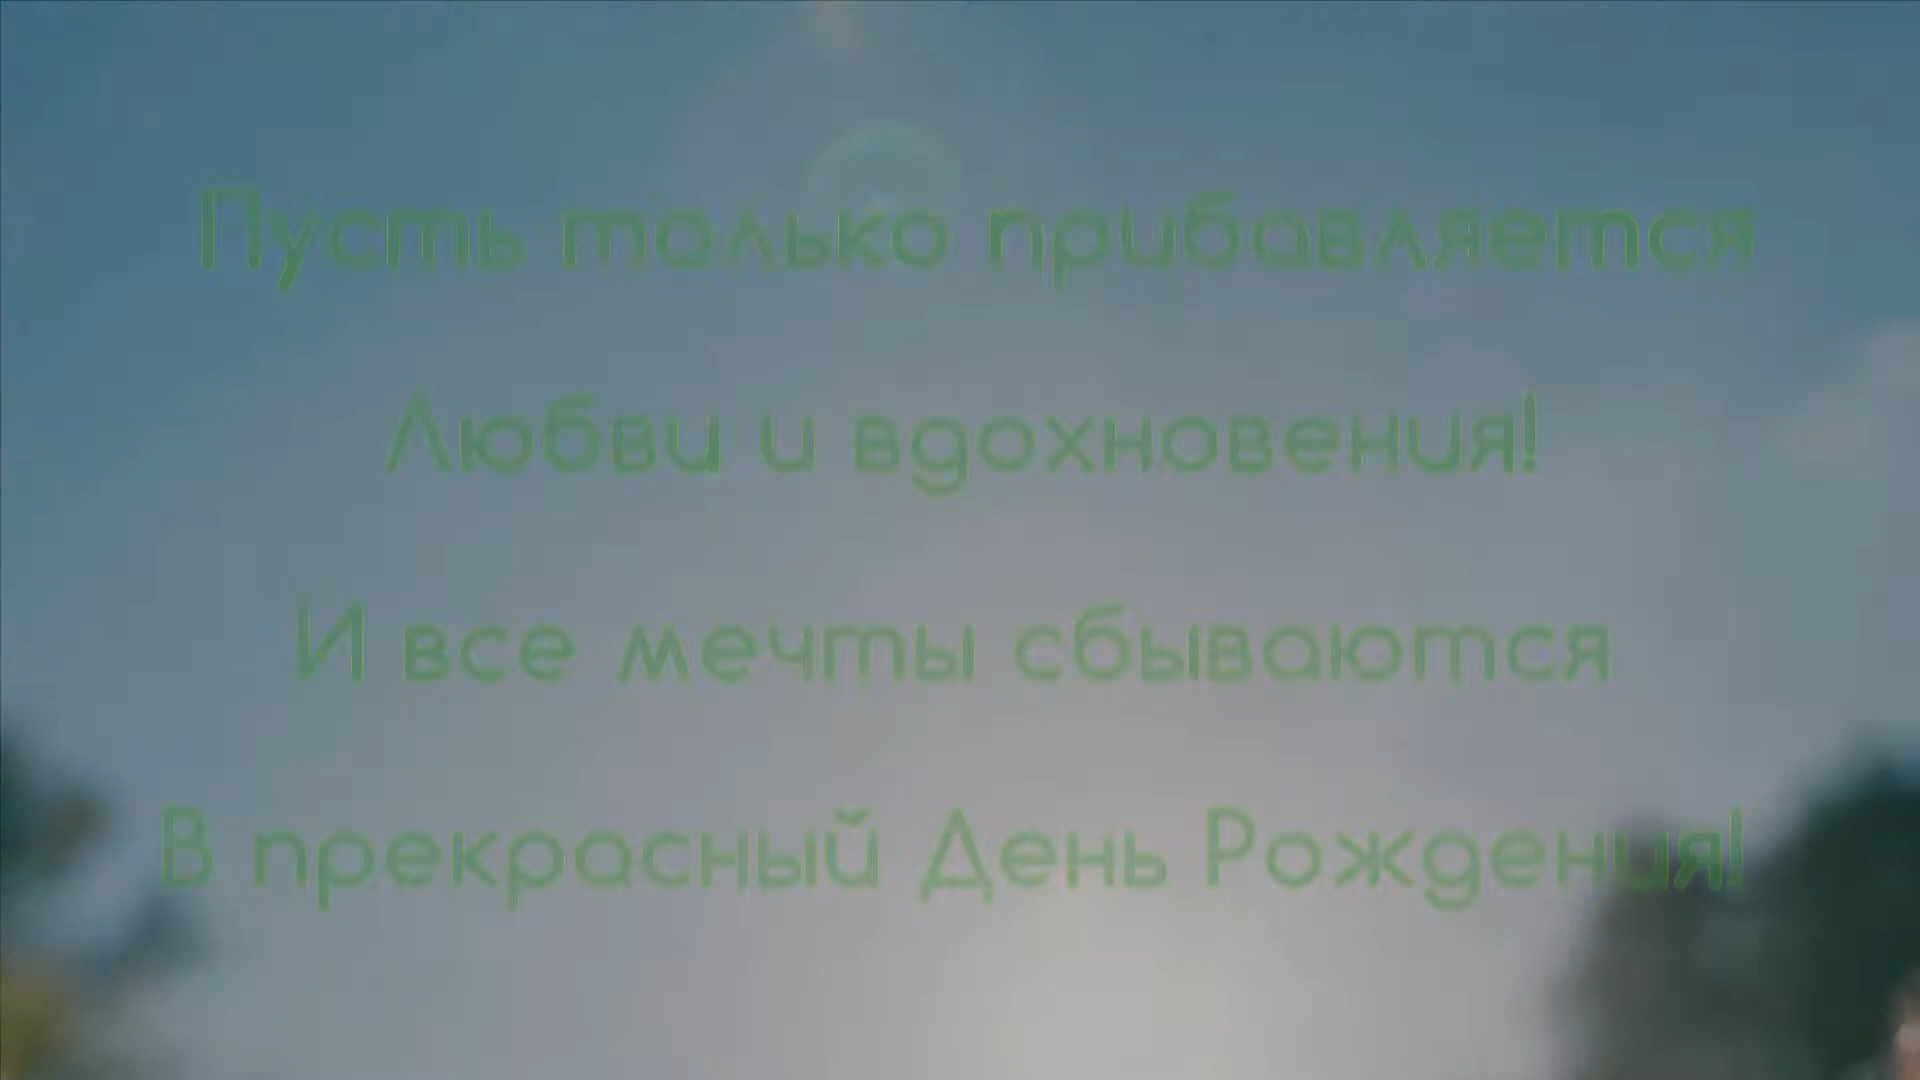 Пусть только прибавляется
Любви и вдохновения!
И все мечты сбываются
В прекрасный День Рождения!